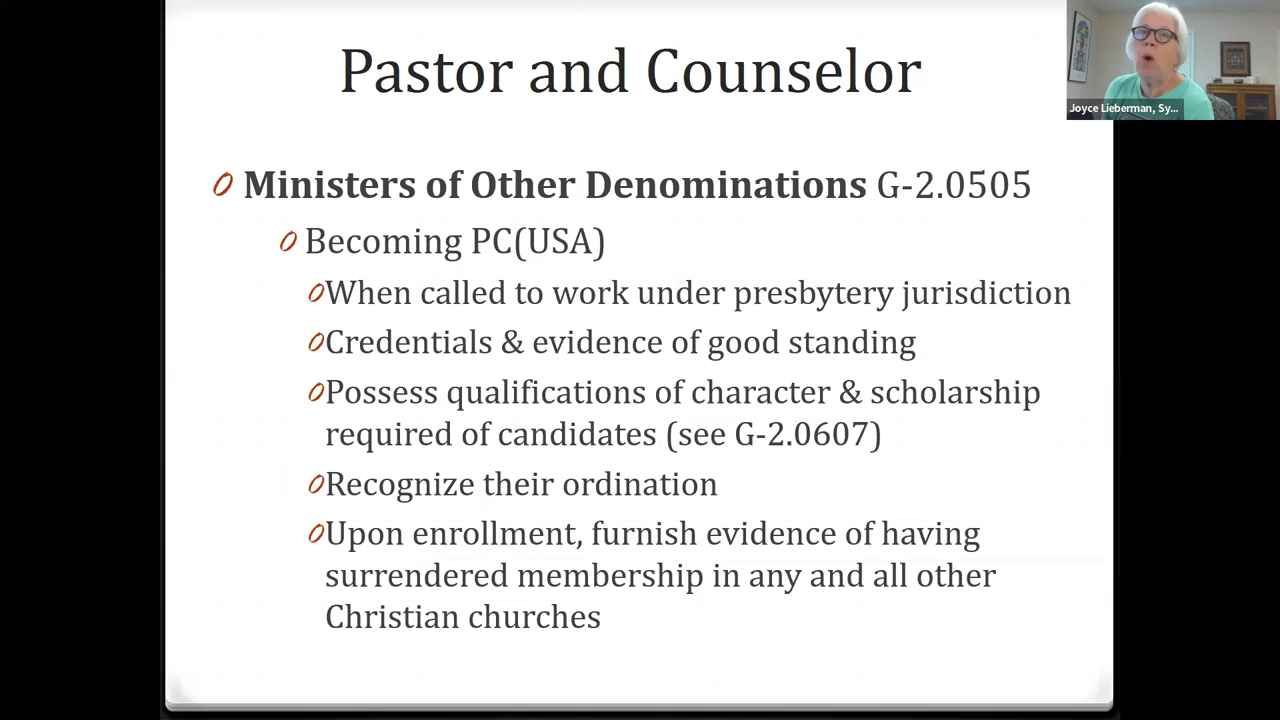 Pastor and Counselor
Joyce Lieberman, Sy...
Ministers of Other Denominations G-2.0505
Becoming PC(USA)
When called to work under presbytery jurisdiction
Credentials & evidence of good standing
Possess qualifications of character & scholarship
required of candidates (see G-2.0607)
Recognize their ordination
Upon enrollment, furnish evidence of having
surrendered membership in any and all other
Christian churches